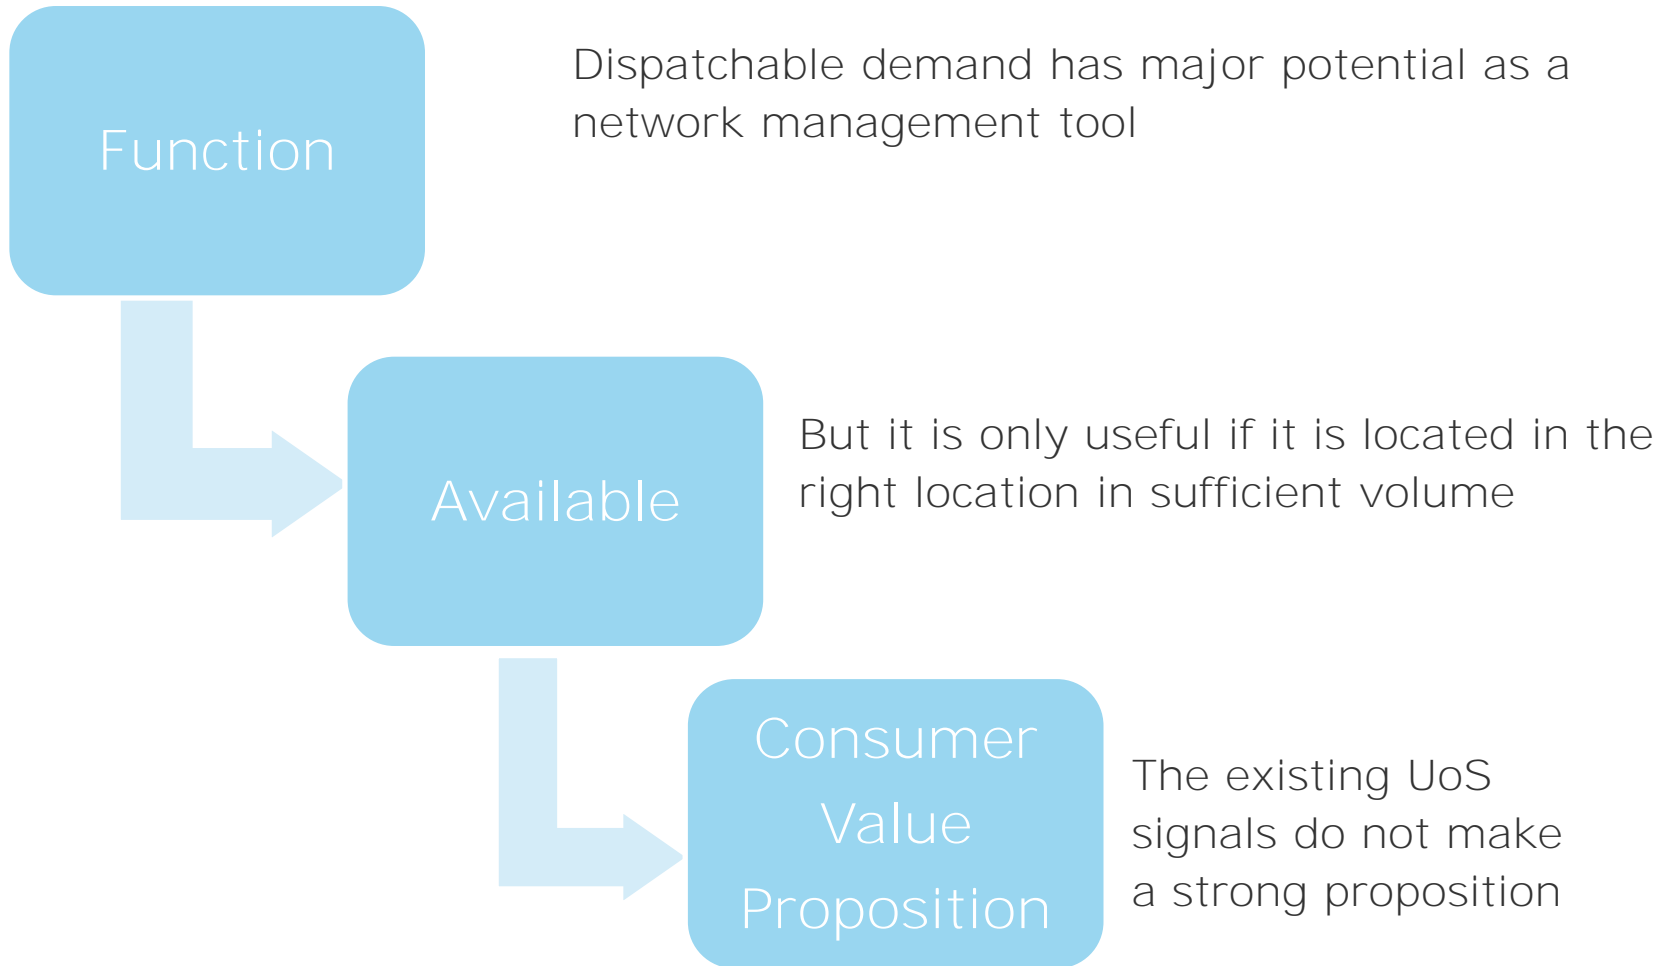 Function
Dispatchable demand has major potential as a
network management tool
Available
But it is only useful if it is located in the
right location in sufficient volume
Consumer
Value
Proposition
The existing UoS
signals do not make
a strong proposition